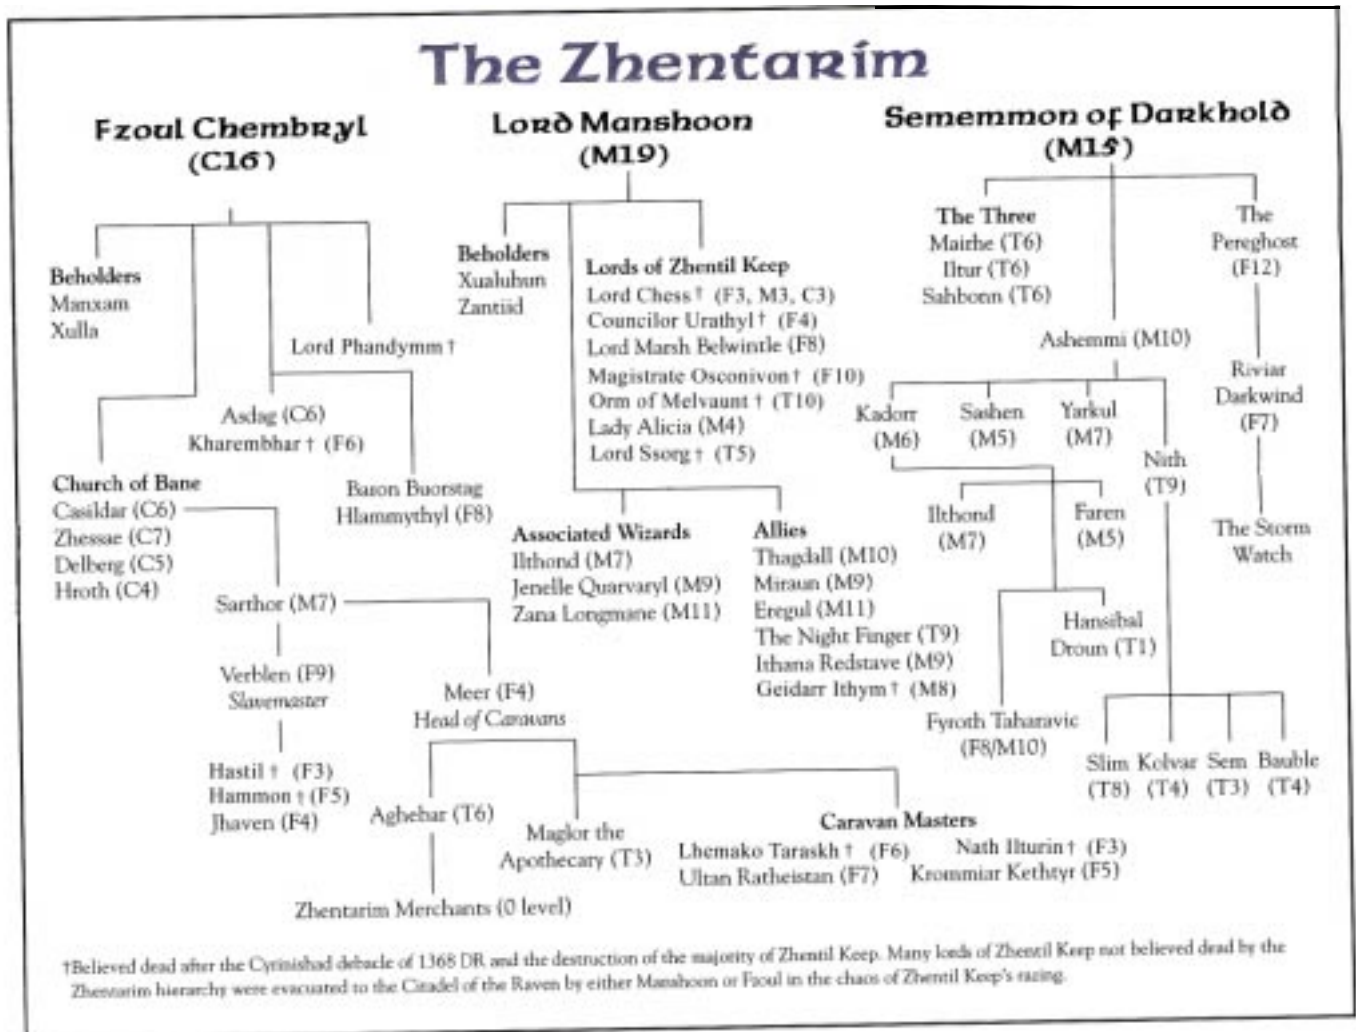 The Zhentarim
Fzoul Chembryl
(C16)
Beholders
Manxam
Xulla
Lord Phandymm †
Asdag (C6)
Kharembhar † (F6)
Baron Buorstag
Hlammythyl (F8)
Church of Bane
Casildar (C6)
Zhessae (C7)
Delberg (C5)
Hroth (C4)
Sarthor (M7)
Verblen (F9)
Slavemaster
Hastil † (F3)
Hammon † (F5)
Jhaven (F4)
Meer (F4)
Head of Caravans
Aghebar (T6)
Zhentarim Merchants (0 level)
Maglor the
Apothecary (T3)
Caravan Masters
Lhemako Taraskh † (F6)
Ultan Ratheistan (F7)
Nath Ilturin † (F3)
Krommiar Kethtyr (F5)
Lord Manshoon
(M19)
Beholders
Xualuhun
Zantiid
Lords of Zhentil Keep
Lord Chess † (F3, M3, C3)
Councilor Urathyl † (F4)
Lord Marsh Belwintle (F8)
Magistrate Osconivon † (F10)
Orm of Melvaunt † (T10)
Lady Alicia (M4)
Lord Ssorg † (T5)
Associated Wizards
Ilthond (M7)
Jenelle Quarvaryl (M9)
Zana Longmane (M11)
Allies
Thagdall (M10)
Miraun (M9)
Eregul (M11)
The Night Finger (T9)
Ithana Redstave (M9)
Geidarr Ithym † (M8)
Sememmon of Darkhold
(M15)
The Three
Mairhe (T6)
Iltur (T6)
Sahbonn (T6)
Ashemmi (M10)
Kadorr
(M6)
Sashen
(M5)
Yarkul
(M7)
Nith
(T9)
Ilthond
(M7)
Faren
(M5)
Hansibal
Droun (T1)
Fyroth Taharavic
(F8/M10)
Slim
(T8)
Kolvar
(T4)
Sem
(T3)
Bauble
(T4)
The
Pereghost
(F12)
Riviar
Darkwind
(F7)
The Storm
Watch
†Believed dead after the Cyrinishad debacle of 1368 DR and the destruction of the majority of Zhentil Keep. Many lords of Zhentil Keep not believed dead by the
Zhentarim hierarchy were evacuated to the Citadel of the Raven by either Manshoon or Fzoul in the chaos of Zhentil Keep's razing.